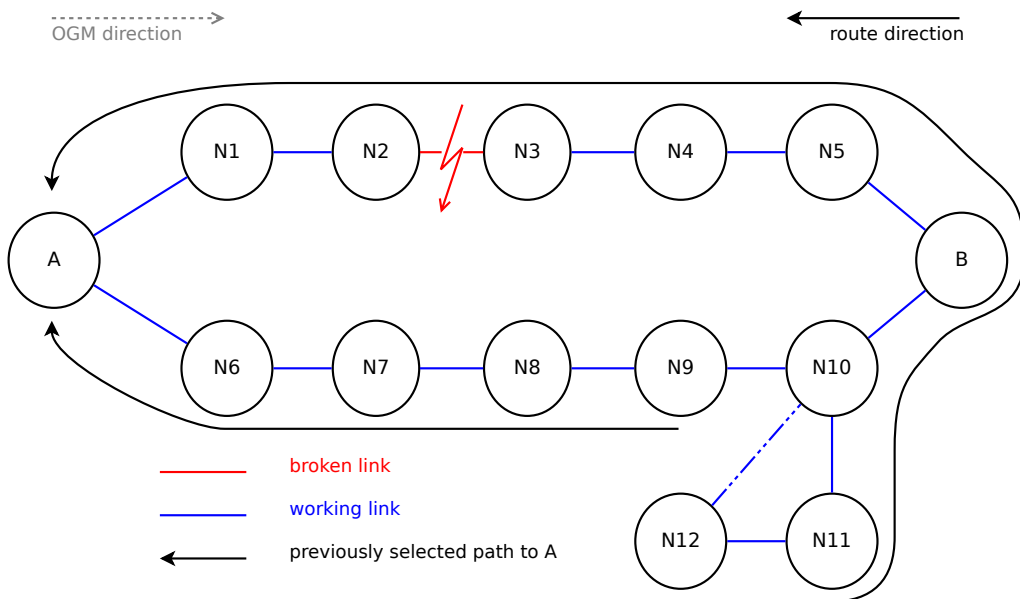 OGM direction
route direction
N1
N2
N3
N4
N5
A
B
N6
N7
N8
N9
N10
broken link
working link
N12
N11
previously selected path to A